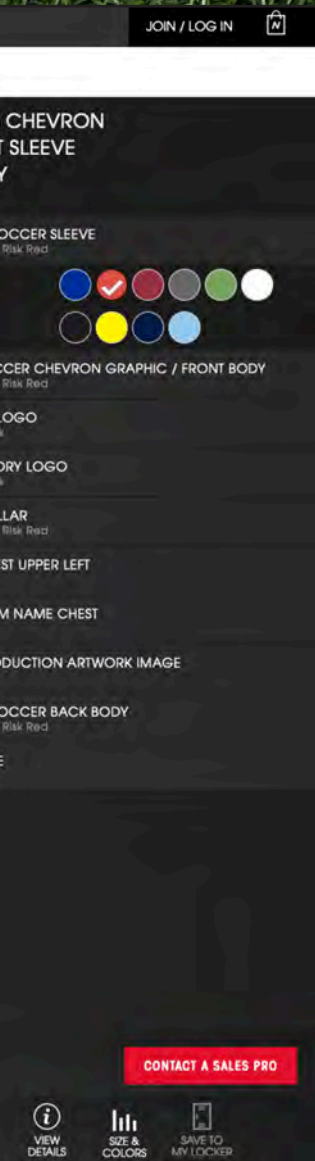 JOIN / LOG IN
N
CHEVRON
T SLEEVE
Y
OCCER SLEEVE
Risk Red
CCER CHEVRON GRAPHIC / FRONT BODY
Risk Red
LOGO
k
ORY LOGO
k
LLAR
Risk Red
ST UPPER LEFT
M NAME CHEST
ODUCTION ARTWORK IMAGE
OCCER BACK BODY
Risk Red
E
CONTACT A SALES PRO
VIEW
DETAILS
SIZE &
COLORS
SAVE TO
MY LOCKER